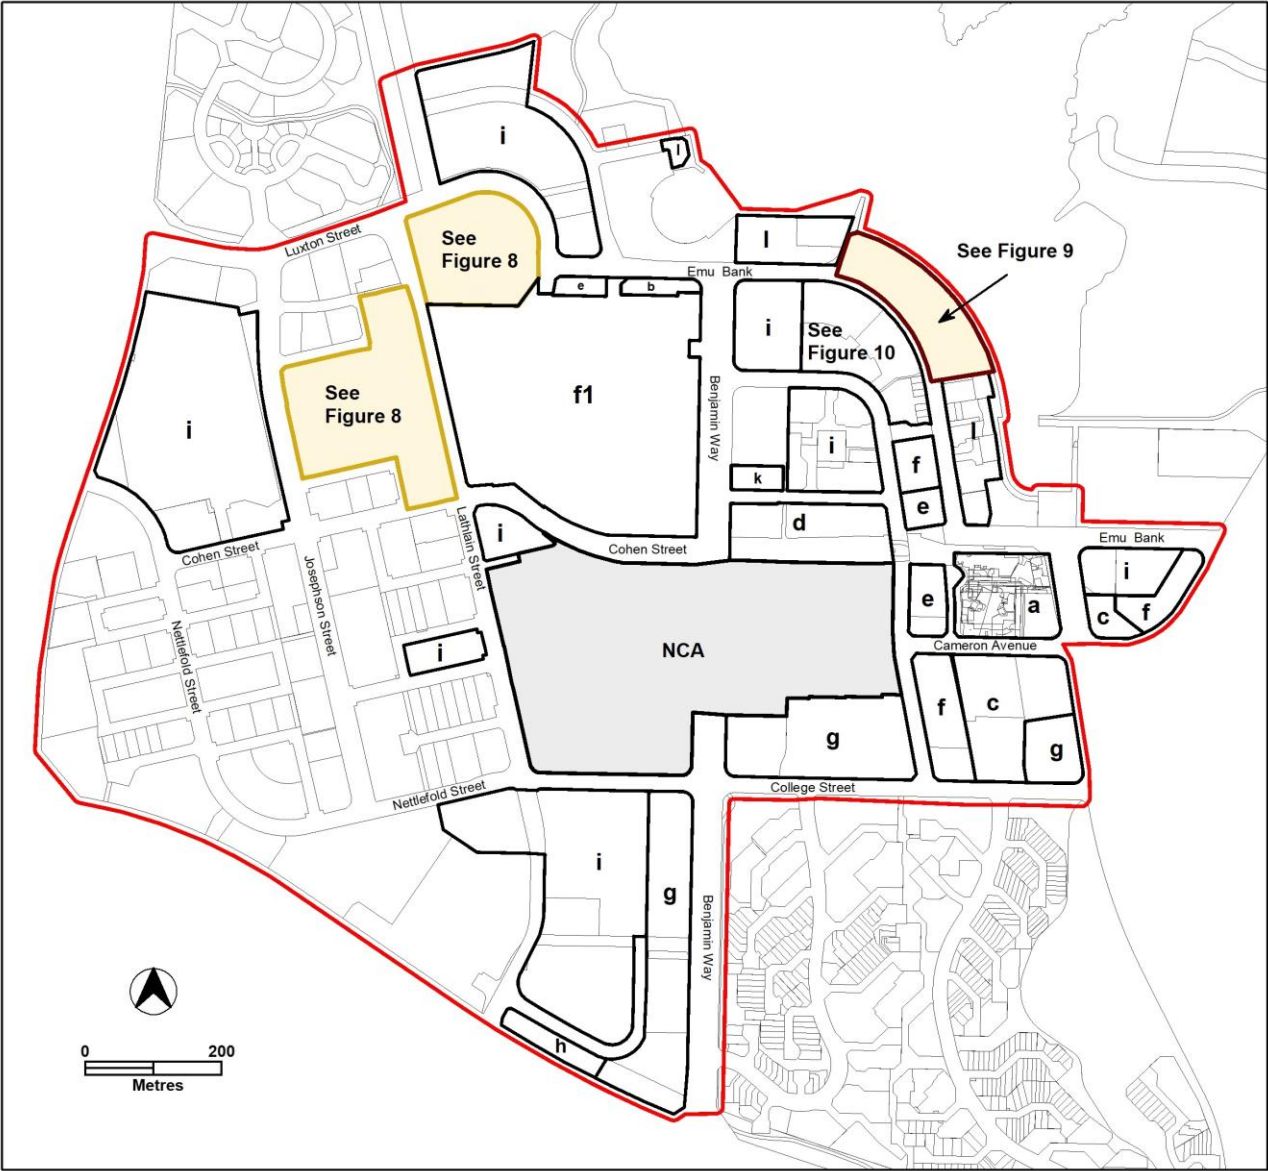 i
l
See
Figure 8
Luxton Street
l
See Figure 9
Emu Bank
e
b
i
See
Figure 10
f1
See
Figure 8
i
Benjamin Way
l
i
f
k
e
d
i
Lathlain Street
Cohen Street
Cohen Street
Emu Bank
i
Josephson Street
e
a
c
f
Nettlefold Street
i
NCA
Cameron Avenue
f
c
g
g
College Street
Nettlefold Street
i
g
Benjamin Way
h
0
200
Metres